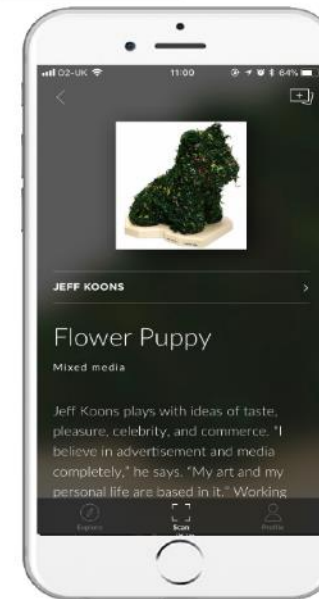 O2-UK 11:00 64%
JEFF KOONS
Flower Puppy
Mixed media
Jeff Koons plays with ideas of taste,
pleasure, celebrity, and commerce. "I
believe in advertisement and media
completely," he says. "My art and my
personal life are based in it." Working
Explore Scan Profile